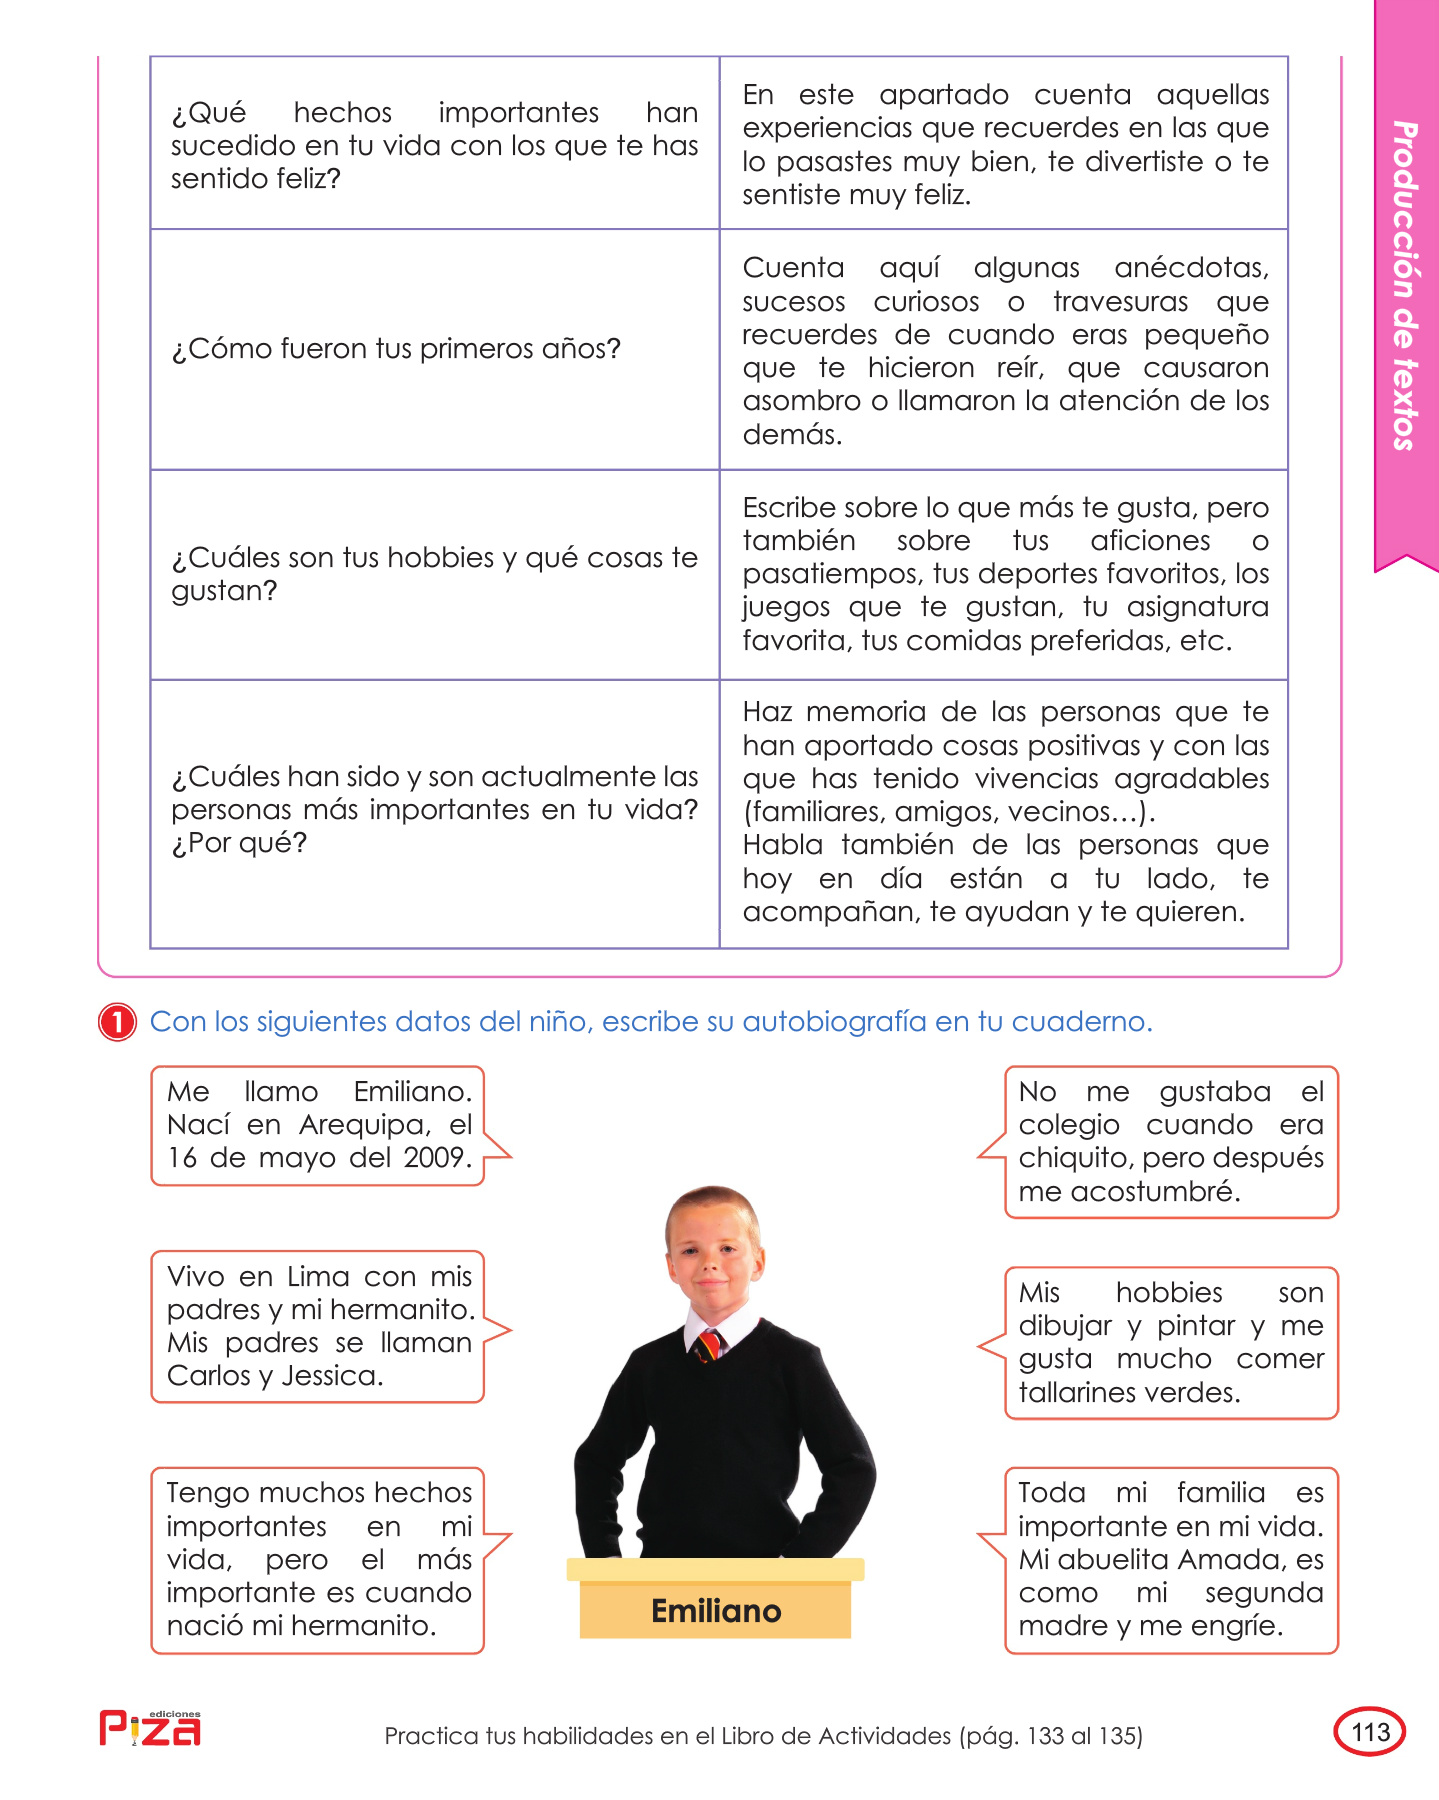 ¿Qué hechos importantes han
sucedido en tu vida con los que te has
sentido feliz?
En este apartado cuenta aquellas
experiencias que recuerdes en las que
lo pasastes muy bien, te divertiste o te
sentiste muy feliz.
¿Cómo fueron tus primeros años?
Cuenta aquí algunas anécdotas,
sucesos curiosos o travesuras que
recuerdes de cuando eras pequeño
que te hicieron reír, que causaron
asombro o llamaron la atención de los
demás.
¿Cuáles son tus hobbies y qué cosas te
gustan?
Escribe sobre lo que más te gusta, pero
también sobre tus aficiones o
pasatiempos, tus deportes favoritos, los
juegos que te gustan, tu asignatura
favorita, tus comidas preferidas, etc.
¿Cuáles han sido y son actualmente las
personas más importantes en tu vida?
¿Por qué?
Haz memoria de las personas que te
han aportado cosas positivas y con las
que has tenido vivencias agradables
(familiares, amigos, vecinos...).
Habla también de las personas que
hoy en día están a tu lado, te
acompañan, te ayudan y te quieren.
Producción de textos
1 Con los siguientes datos del niño, escribe su autobiografía en tu cuaderno.
Me llamo Emiliano.
Nací en Arequipa, el
16 de mayo del 2009.
Vivo en Lima con mis
padres y mi hermanito.
Mis padres se llaman
Carlos y Jessica.
Tengo muchos hechos
importantes en mi
vida, pero el más
importante es cuando
nació mi hermanito.
No me gustaba el
colegio cuando era
chiquito, pero después
me acostumbré.
Mis hobbies son
dibujar y pintar y me
gusta mucho comer
tallarines verdes.
Toda mi familia es
importante en mi vida.
Mi abuelita Amada, es
como mi segunda
madre y me engríe.
Emiliano
ediciones
Piza
Practica tus habilidades en el Libro de Actividades (pág. 133 al 135)
113